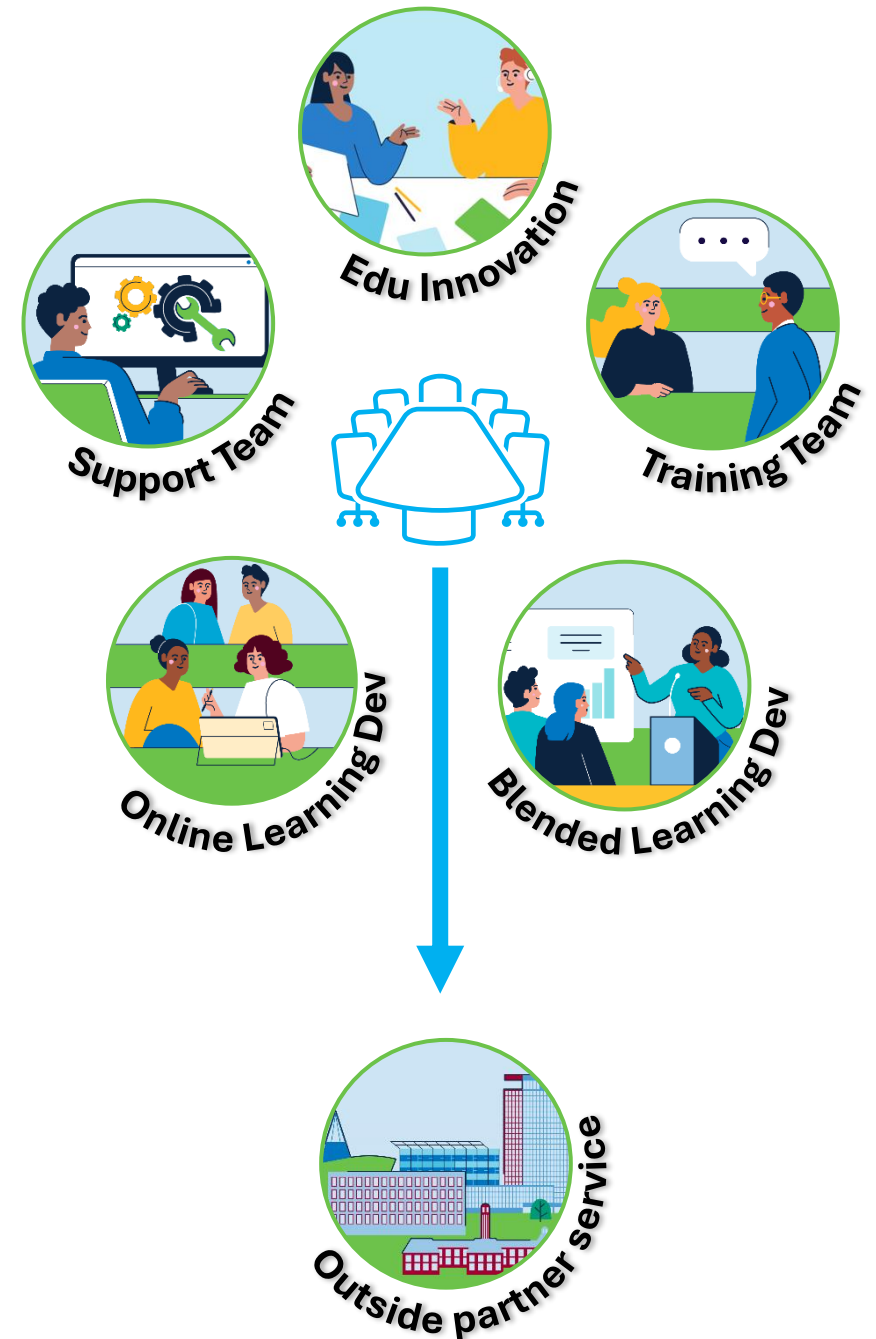 Edu Innovation
Support Team
Training Team
Online Learning Dev
Blended Learning Dev
Outside partner service